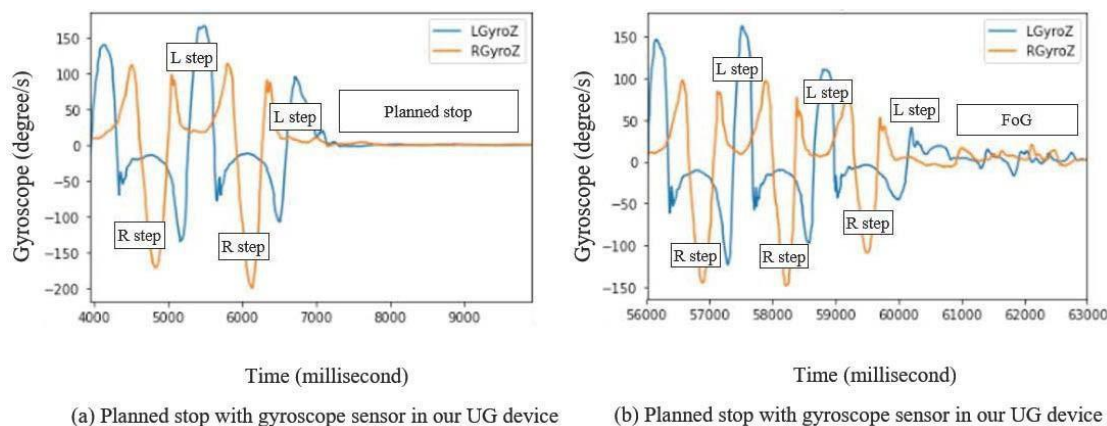 LGyroZ
RGyroZ
150
100
50
0
−50
−100
−150
−200
Gyroscope (degree/s)
L step
L step
Planned stop
R step
R step
4000 5000 6000 7000 8000 9000
Time (millisecond)
(a) Planned stop with gyroscope sensor in our UG device
LGyroZ
RGyroZ
150
100
50
0
−50
−100
−150
Gyroscope (degree/s)
L step
L step
L step
FoG
R step
R step
R step
56000 57000 58000 59000 60000 61000 62000 63000
Time (millisecond)
(b) Planned stop with gyroscope sensor in our UG device